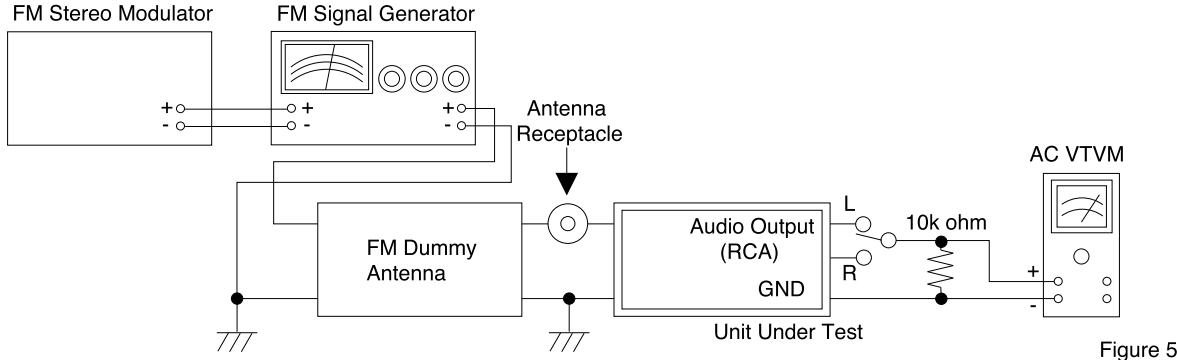 FM Stereo Modulator
FM Signal Generator
+
-
+
-
+
-
Antenna
Receptacle
AC VTVM
FM Dummy
Antenna
Audio Output
(RCA)
GND
L
R
10k ohm
+
-
Unit Under Test
Figure 5